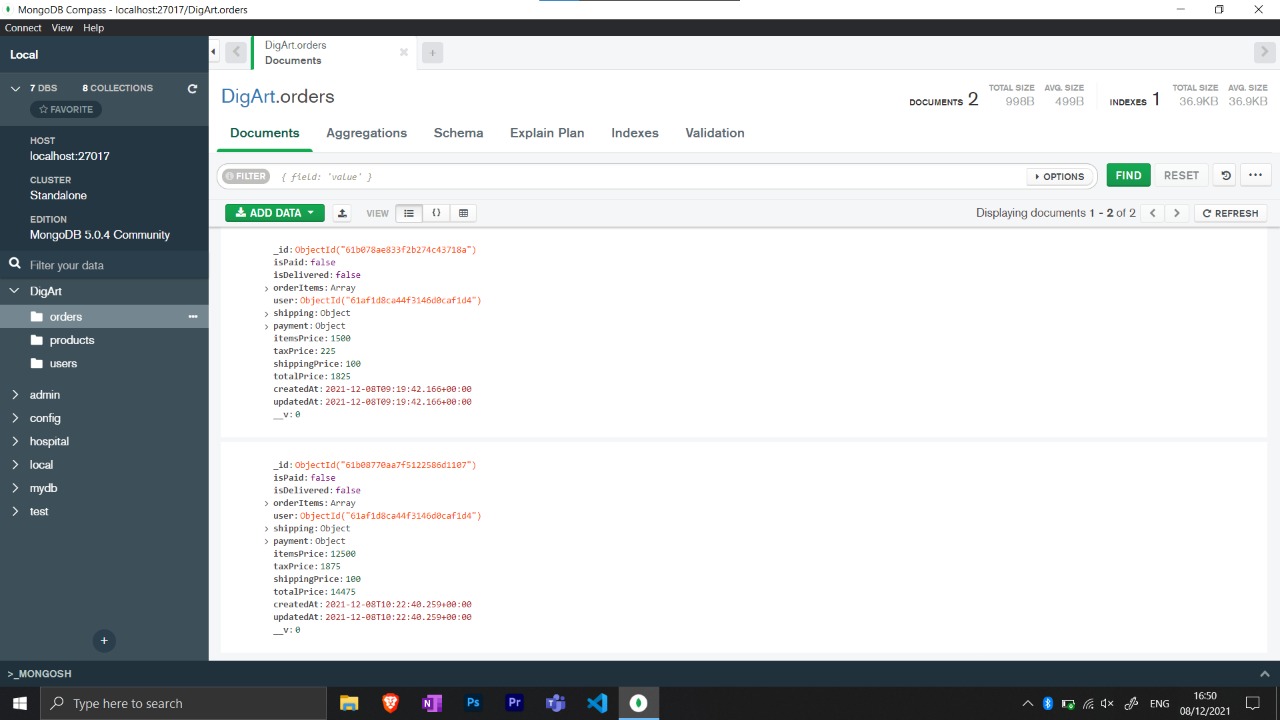 MongoDB Compass - localhost:27017/DigArt.orders
Connect View Help
Local
7 DBS 8 COLLECTIONS
FAVORITE
HOST
localhost:27017
CLUSTER
Standalone
EDITION
MongoDB 5.0.4 Community
Filter your data
DigArt
orders
products
users
admin
config
hospital
local
mydb
test
DigArt.orders
Documents
DigArt.orders
DOCUMENTS 2 TOTAL SIZE 998B AVG. SIZE 499B INDEXES 1 TOTAL SIZE 36.9KB AVG. SIZE 36.9KB
Documents Aggregations Schema Explain Plan Indexes Validation
FILTER { field: 'value' } OPTIONS FIND RESET
ADD DATA VIEW Displaying documents 1 - 2 of 2 REFRESH
_id: ObjectId("61b078ae833f2b274c43718a")
isPaid: false
isDelivered: false
orderItems: Array
user: ObjectId("61af1d8ca44f3146d0caf1d4")
shipping: Object
payment: Object
itemsPrice: 1500
taxPrice: 225
shippingPrice: 100
totalPrice: 1825
createdAt: 2021-12-08T09:19:42.166+00:00
updatedAt: 2021-12-08T09:19:42.166+00:00
__v: 0
_id: ObjectId("61b08770aa7f5122586d1107")
isPaid: false
isDelivered: false
orderItems: Array
user: ObjectId("61af1d8ca44f3146d0caf1d4")
shipping: Object
payment: Object
itemsPrice: 12500
taxPrice: 1875
shippingPrice: 100
totalPrice: 14475
createdAt: 2021-12-08T10:22:40.259+00:00
updatedAt: 2021-12-08T10:22:40.259+00:00
__v: 0
>_MONGOSH
Type here to search
N
Ps
Pr
ENG
16:50
08/12/2021